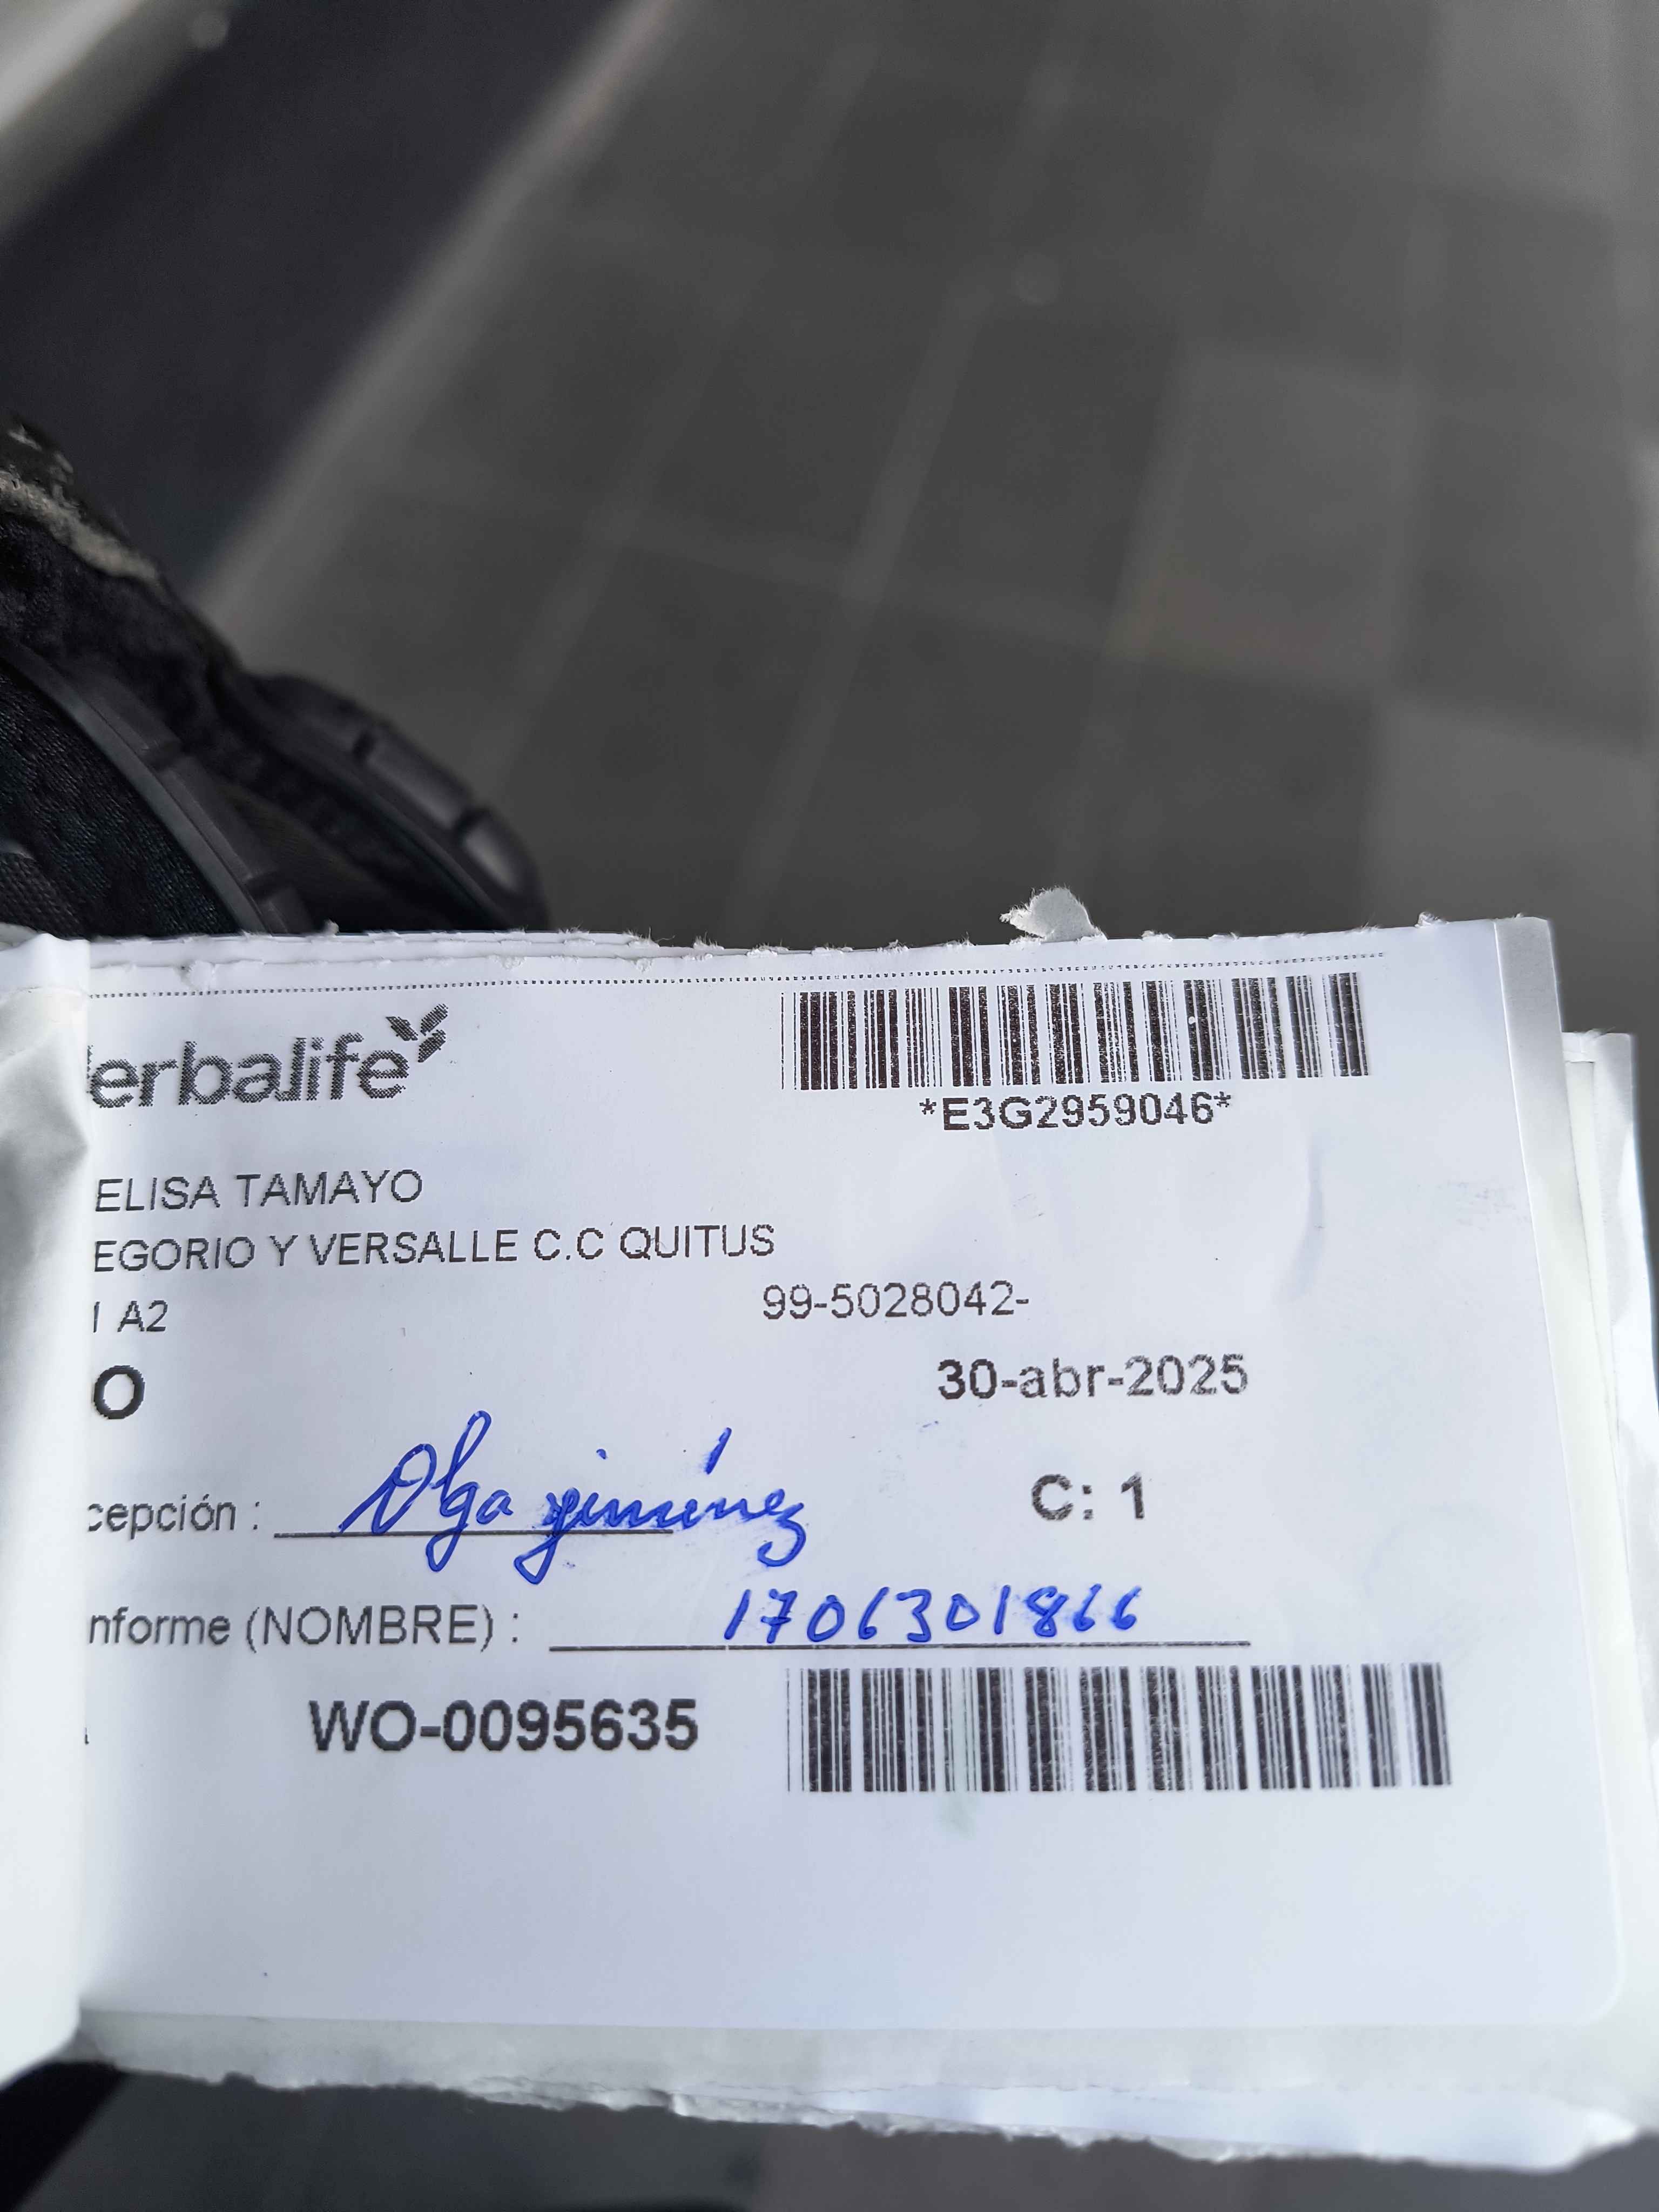 erbalife
*E3G2959046*
ELISA TAMAYO
EGORIO Y VERSALLE C.C QUITUS
I A2
99-5028042-
O
30-abr-2025
cepción : Olga Jiménez
C: 1
nforme (NOMBRE) : 1706301866
WO-0095635